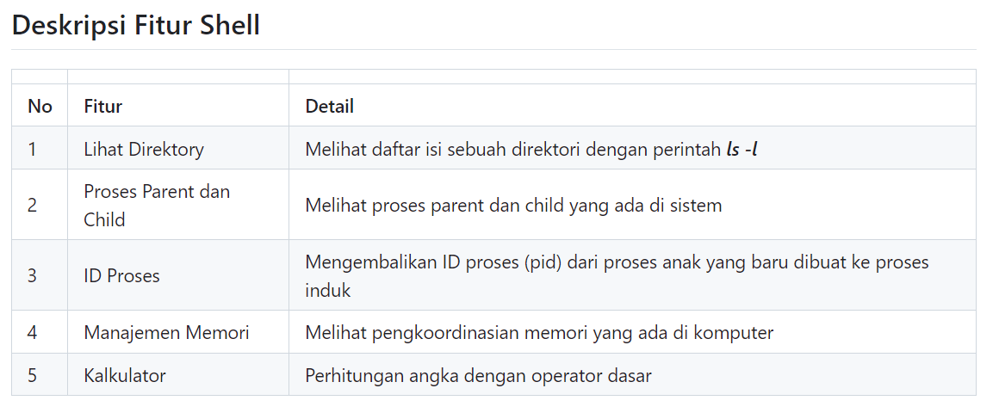 Deskripsi Fitur Shell
No Fitur Detail
1 Lihat Direktory Melihat daftar isi sebuah direktori dengan perintah ls -l
2 Proses Parent dan Child Melihat proses parent dan child yang ada di sistem
3 ID Proses Mengembalikan ID proses (pid) dari proses anak yang baru dibuat ke proses induk
4 Manajemen Memori Melihat pengkoordinasian memori yang ada di komputer
5 Kalkulator Perhitungan angka dengan operator dasar